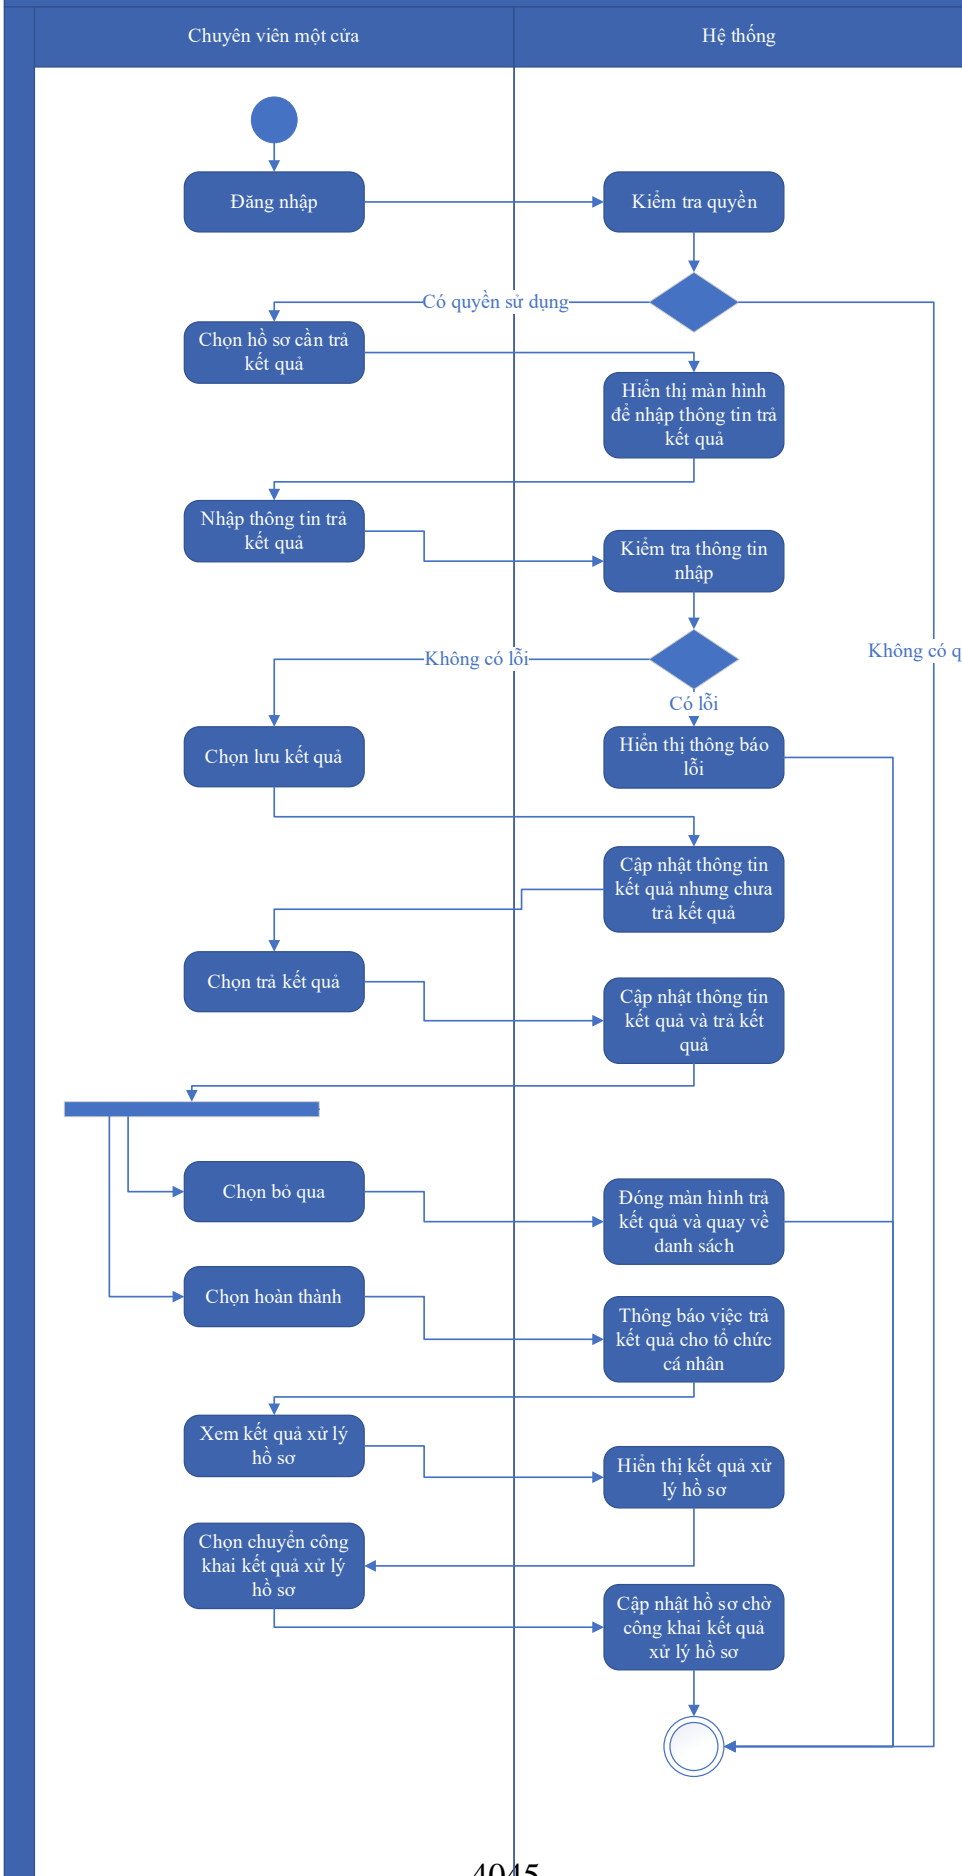 Chuyên viên một cửa
Hệ thống
Đăng nhập
Kiểm tra quyền
Có quyền sử dụng
Chọn hồ sơ cần trả
kết quả
Hiển thị màn hình
để nhập thông tin trả
kết quả
Nhập thông tin trả
kết quả
Kiểm tra thông tin
nhập
Không có lỗi
Không có q
Có lỗi
Chọn lưu kết quả
Hiển thị thông báo
lỗi
Cập nhật thông tin
kết quả nhưng chưa
trả kết quả
Chọn trả kết quả
Cập nhật thông tin
kết quả và trả kết
quả
Chọn bỏ qua
Đóng màn hình trả
kết quả và quay về
danh sách
Chọn hoàn thành
Thông báo việc trả
kết quả cho tổ chức
cá nhân
Xem kết quả xử lý
hồ sơ
Hiển thị kết quả xử
lý hồ sơ
Chọn chuyển công
khai kết quả xử lý
hồ sơ
Cập nhật hồ sơ chờ
công khai kết quả
xử lý hồ sơ
4045